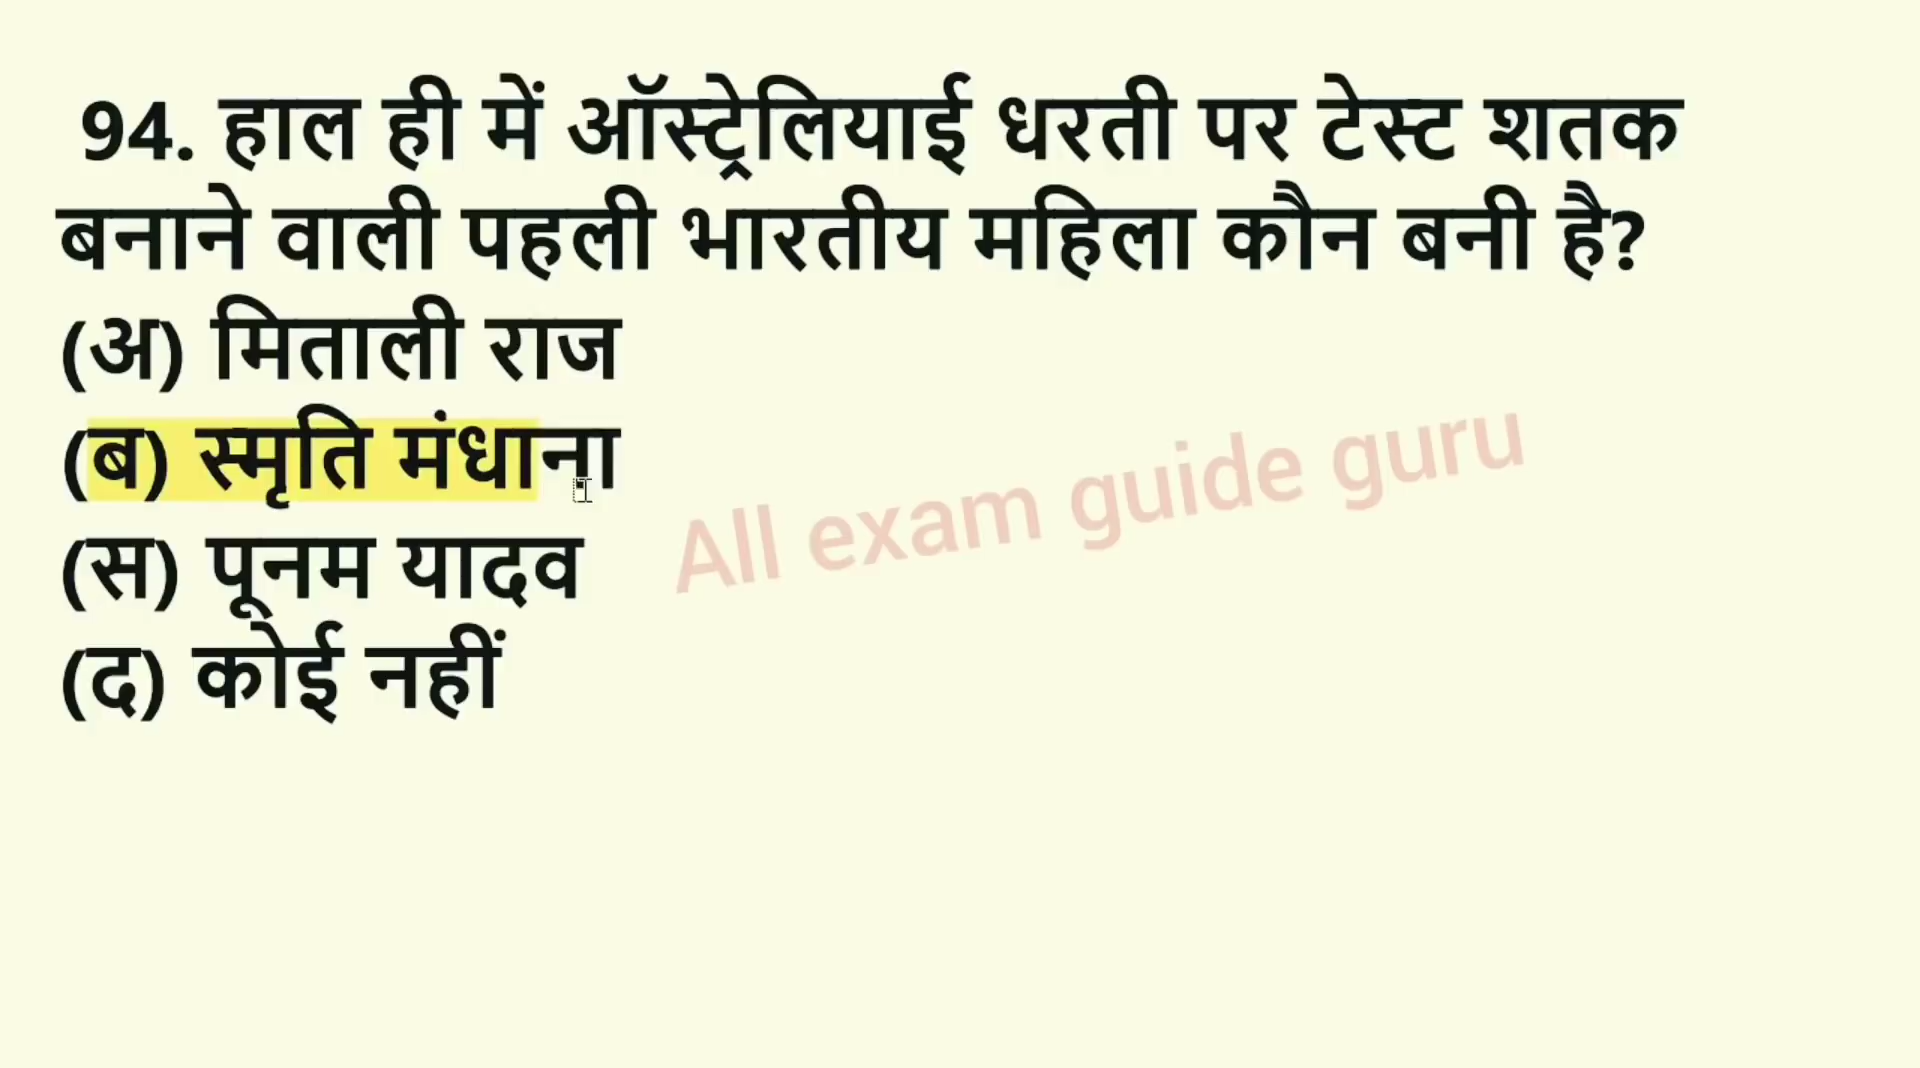 94. हाल ही में ऑस्ट्रेलियाई धरती पर टेस्ट शतक
बनाने वाली पहली भारतीय महिला कौन बनी है?
(अ) मिताली राज
(ब) स्मृति मंधाना
(स) पूनम यादव
(द) कोई नहीं
All exam guide guru